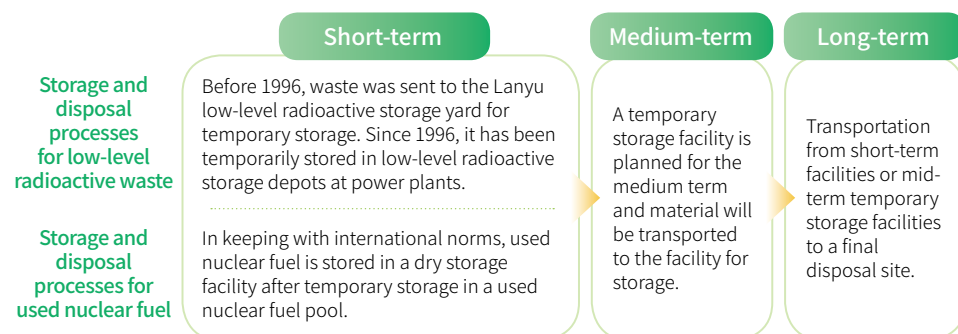 Short-term
Medium-term
Long-term
Storage and
disposal
processes
for low-level
radioactive waste
Before 1996, waste was sent to the Lanyu
low-level radioactive storage yard for
temporary storage. Since 1996, it has been
temporarily stored in low-level radioactive
storage depots at power plants.
Storage and
disposal
processes for
used nuclear fuel
In keeping with international norms, used
nuclear fuel is stored in a dry storage
facility after temporary storage in a used
nuclear fuel pool.
A temporary
storage facility is
planned for the
medium term
and material will
be transported
to the facility for
storage.
Transportation
from short-term
facilities or mid-
term temporary
storage facilities
to a final
disposal site.